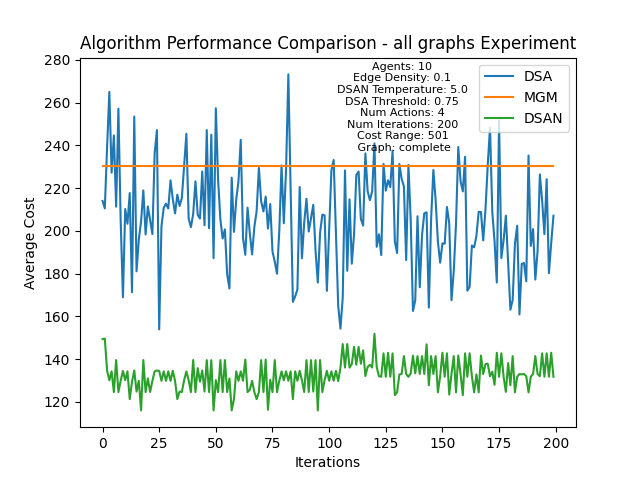 Algorithm Performance Comparison - all graphs Experiment
Agents: 10
Edge Density: 0.1
DSAN Temperature: 5.0
DSA Threshold: 0.75
Num Actions: 4
Num Iterations: 200
Cost Range: 501
Graph: complete
DSA
MGM
DSAN
Average Cost
280
260
240
220
200
180
160
140
120
0
25
50
75
100
125
150
175
200
Iterations